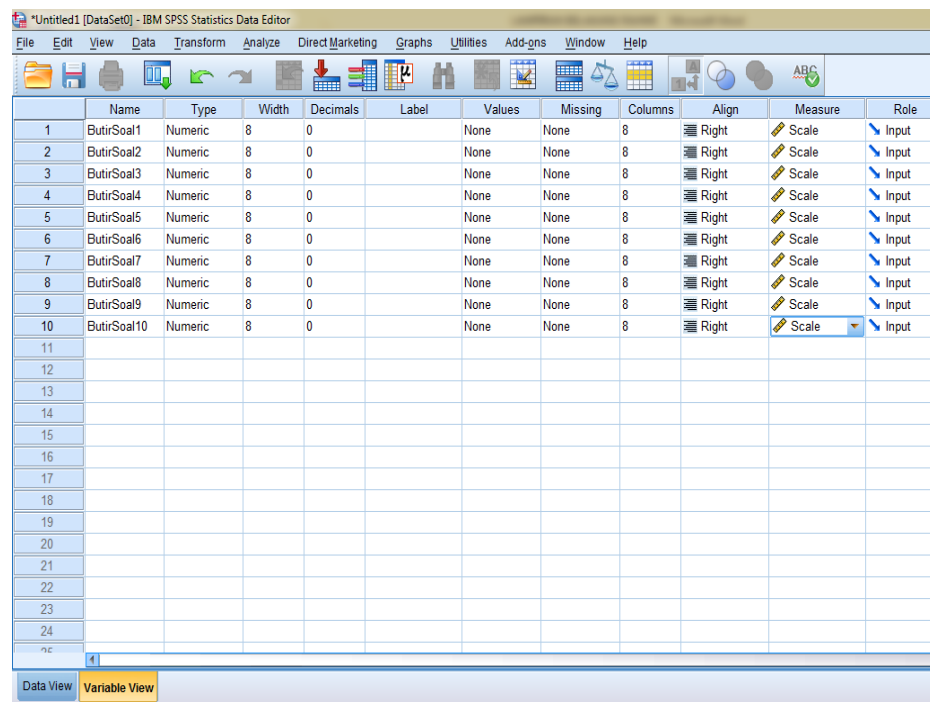 *Untitled1 [DataSet0] - IBM SPSS Statistics Data Editor
File Edit View Data Transform Analyze Direct Marketing Graphs Utilities Add-ons Window Help
Name Type Width Decimals Label Values Missing Columns Align Measure Role
1 ButirSoal1 Numeric 8 0 None None 8 Right Scale Input
2 ButirSoal2 Numeric 8 0 None None 8 Right Scale Input
3 ButirSoal3 Numeric 8 0 None None 8 Right Scale Input
4 ButirSoal4 Numeric 8 0 None None 8 Right Scale Input
5 ButirSoal5 Numeric 8 0 None None 8 Right Scale Input
6 ButirSoal6 Numeric 8 0 None None 8 Right Scale Input
7 ButirSoal7 Numeric 8 0 None None 8 Right Scale Input
8 ButirSoal8 Numeric 8 0 None None 8 Right Scale Input
9 ButirSoal9 Numeric 8 0 None None 8 Right Scale Input
10 ButirSoal10 Numeric 8 0 None None 8 Right Scale Input
11
12
13
14
15
16
17
18
19
20
21
22
23
24
25
Data View Variable View